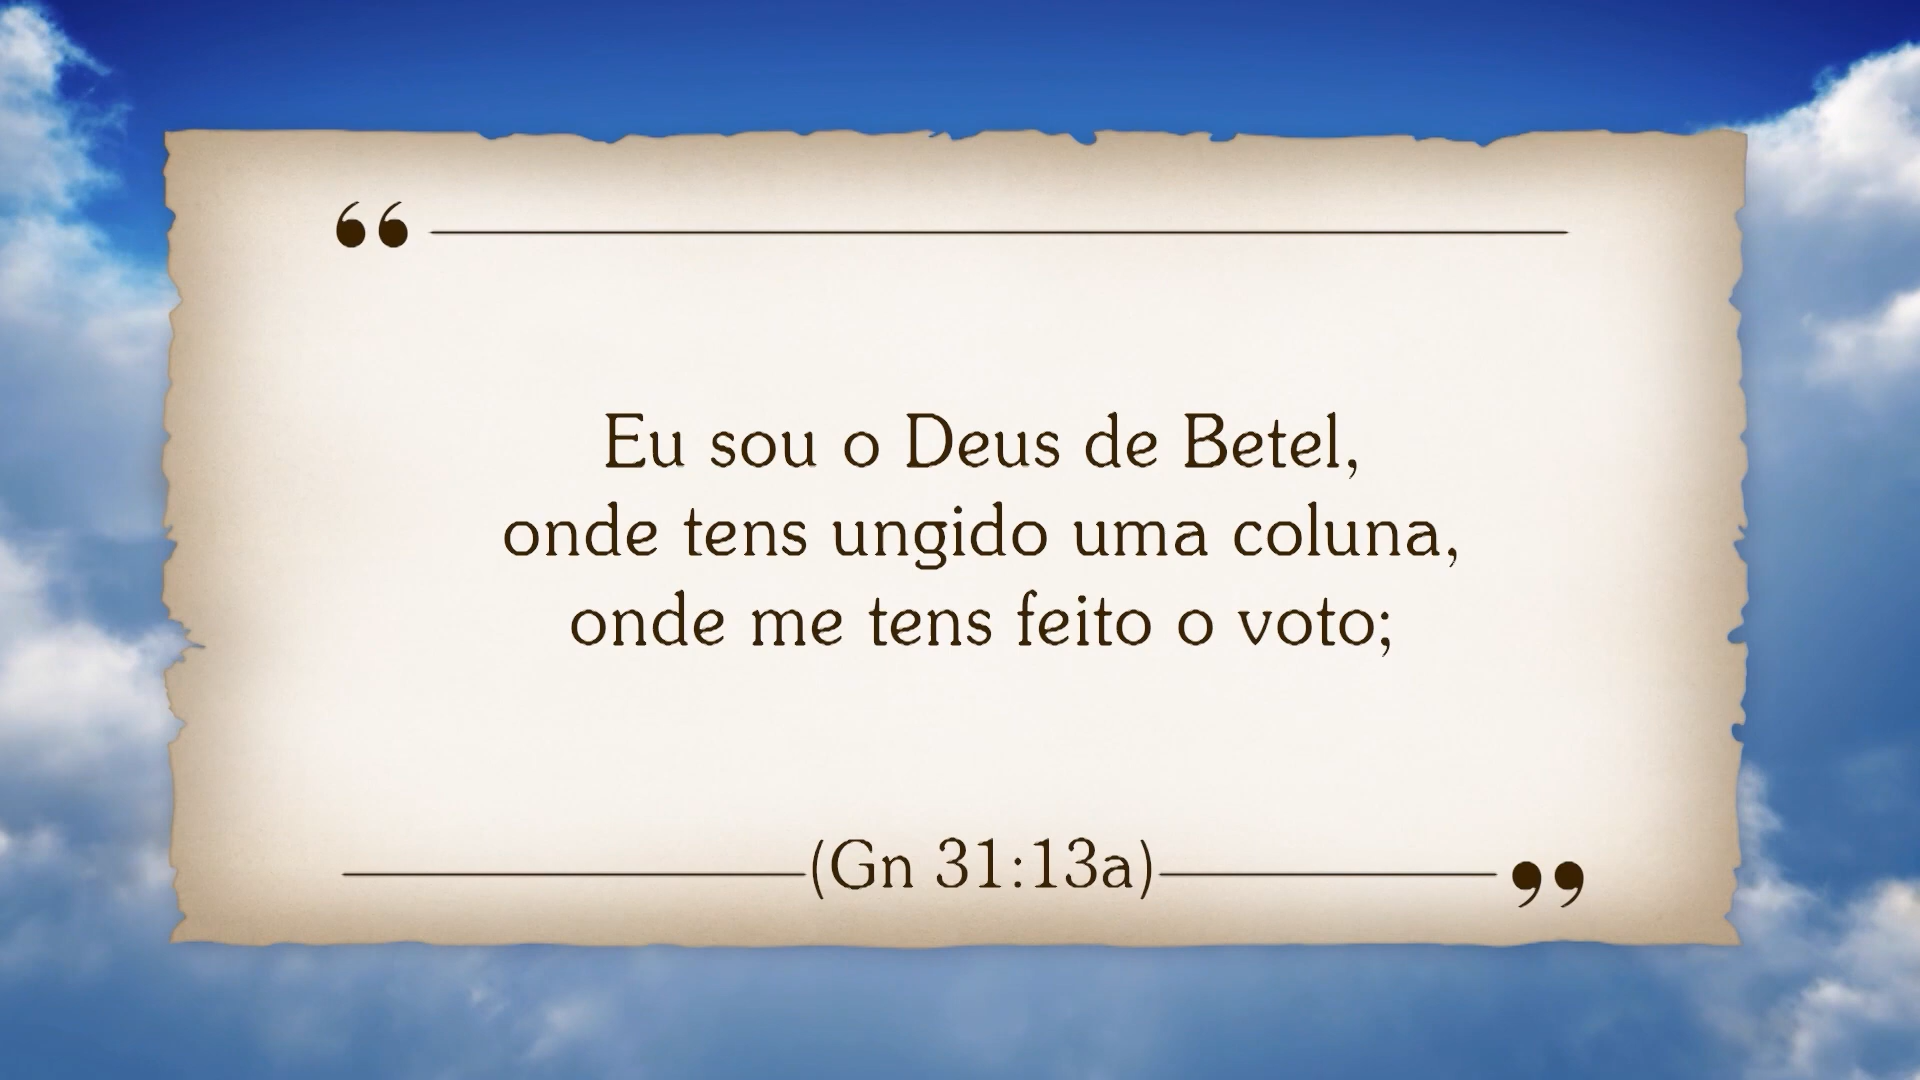 “
Eu sou o Deus de Betel,
onde tens ungido uma coluna,
onde me tens feito o voto;
(Gn 31:13a)
”